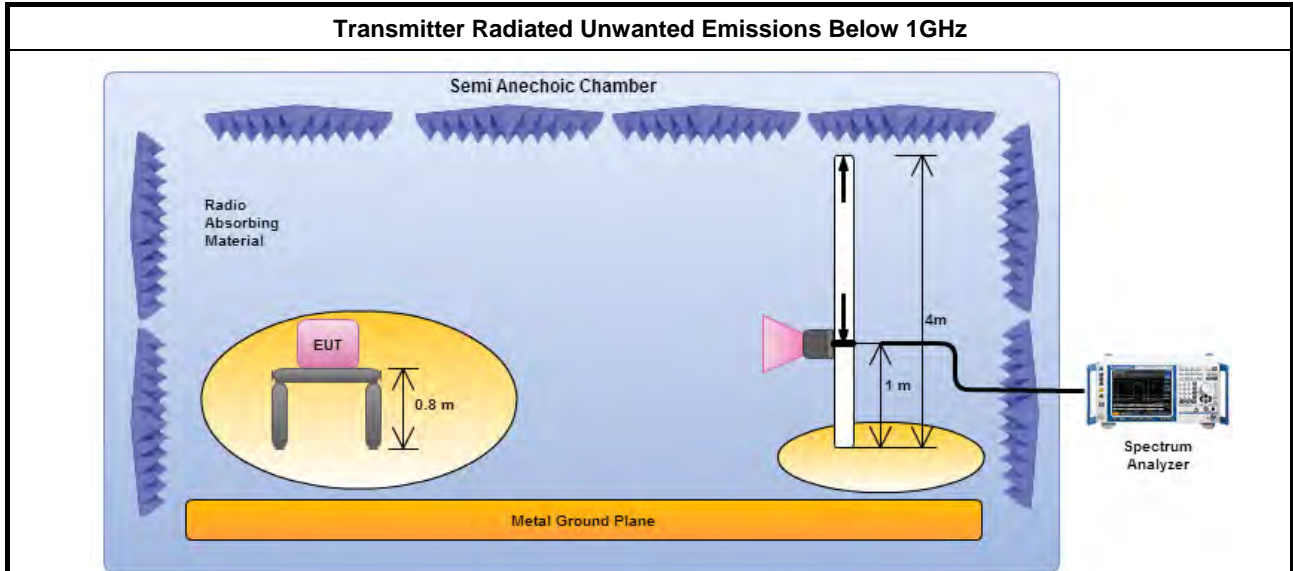 Transmitter Radiated Unwanted Emissions Below 1GHz
Semi Anechoic Chamber
Radio
Absorbing
Material
EUT
0.8 m
4m
1 m
Spectrum
Analyzer
Metal Ground Plane